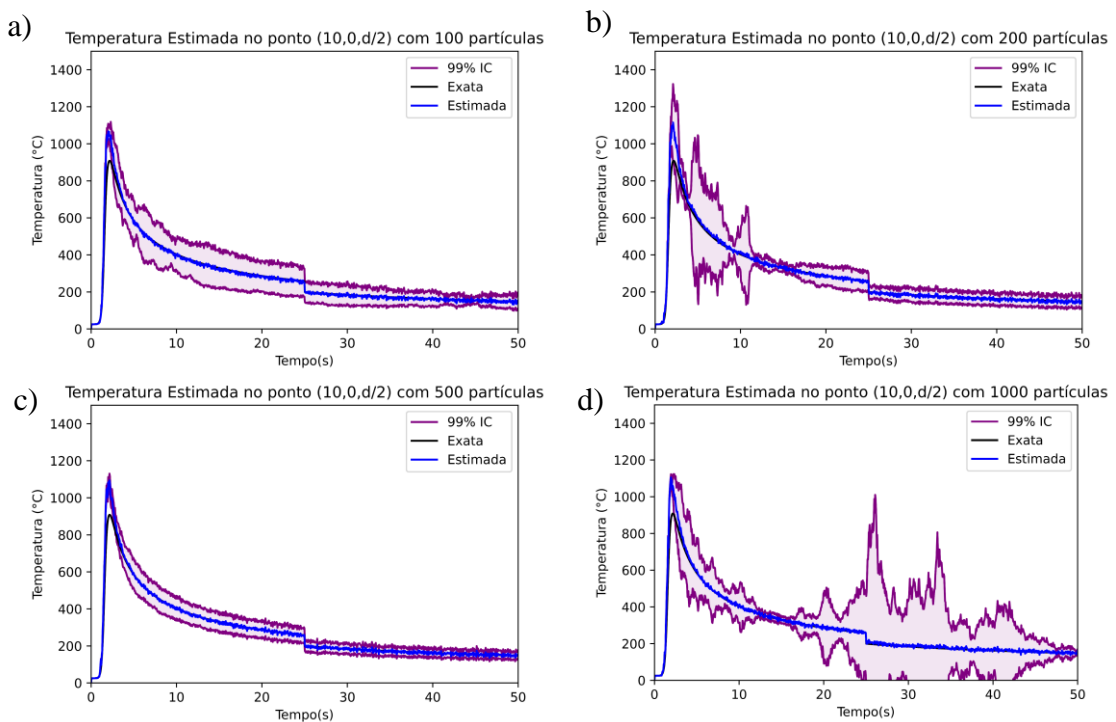 a)
Temperatura Estimada no ponto (10,0,d/2) com 100 partículas
99% IC
Exata
Estimada
Temperatura (°C)
1400
1200
1000
800
600
400
200
0
0 10 20 30 40 50
Tempo(s)
b)
Temperatura Estimada no ponto (10,0,d/2) com 200 partículas
99% IC
Exata
Estimada
Temperatura (°C)
1400
1200
1000
800
600
400
200
0
0 10 20 30 40 50
Tempo(s)
c)
Temperatura Estimada no ponto (10,0,d/2) com 500 partículas
99% IC
Exata
Estimada
Temperatura (°C)
1400
1200
1000
800
600
400
200
0
0 10 20 30 40 50
Tempo(s)
d)
Temperatura Estimada no ponto (10,0,d/2) com 1000 partículas
99% IC
Exata
Estimada
Temperatura (°C)
1400
1200
1000
800
600
400
200
0
0 10 20 30 40 50
Tempo(s)